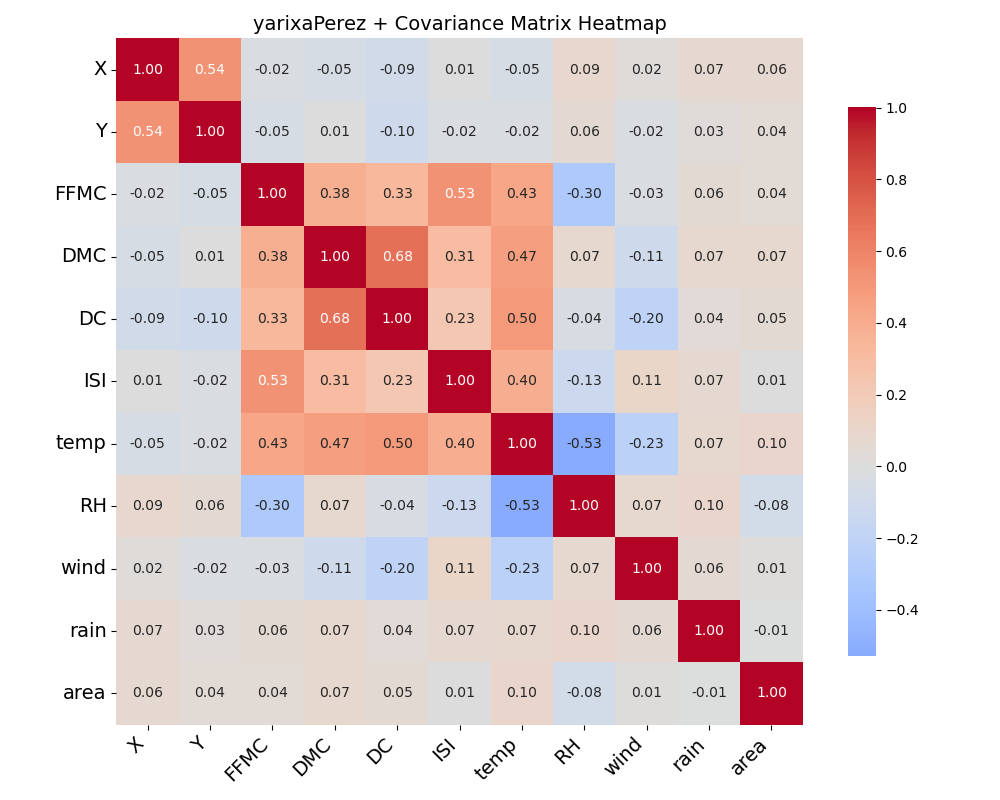 yarixaPerez + Covariance Matrix Heatmap
X 1.00 0.54 -0.02 -0.05 -0.09 0.01 -0.05 0.09 0.02 0.07 0.06
Y 0.54 1.00 -0.05 0.01 -0.10 -0.02 -0.02 0.06 -0.02 0.03 0.04
FFMC -0.02 -0.05 1.00 0.38 0.33 0.53 0.43 -0.30 -0.03 0.06 0.04
DMC -0.05 0.01 0.38 1.00 0.68 0.31 0.47 0.07 -0.11 0.07 0.07
DC -0.09 -0.10 0.33 0.68 1.00 0.23 0.50 -0.04 -0.20 0.04 0.05
ISI 0.01 -0.02 0.53 0.31 0.23 1.00 0.40 -0.13 0.11 0.07 0.01
temp -0.05 -0.02 0.43 0.47 0.50 0.40 1.00 -0.53 -0.23 0.07 0.10
RH 0.09 0.06 -0.30 0.07 -0.04 -0.13 -0.53 1.00 0.07 0.10 -0.08
wind 0.02 -0.02 -0.03 -0.11 -0.20 0.11 -0.23 0.07 1.00 0.06 0.01
rain 0.07 0.03 0.06 0.07 0.04 0.07 0.07 0.10 0.06 1.00 -0.01
area 0.06 0.04 0.04 0.07 0.05 0.01 0.10 -0.08 0.01 -0.01 1.00
X Y FFMC DMC DC ISI temp RH wind rain area
1.0
0.8
0.6
0.4
0.2
0.0
−0.2
−0.4